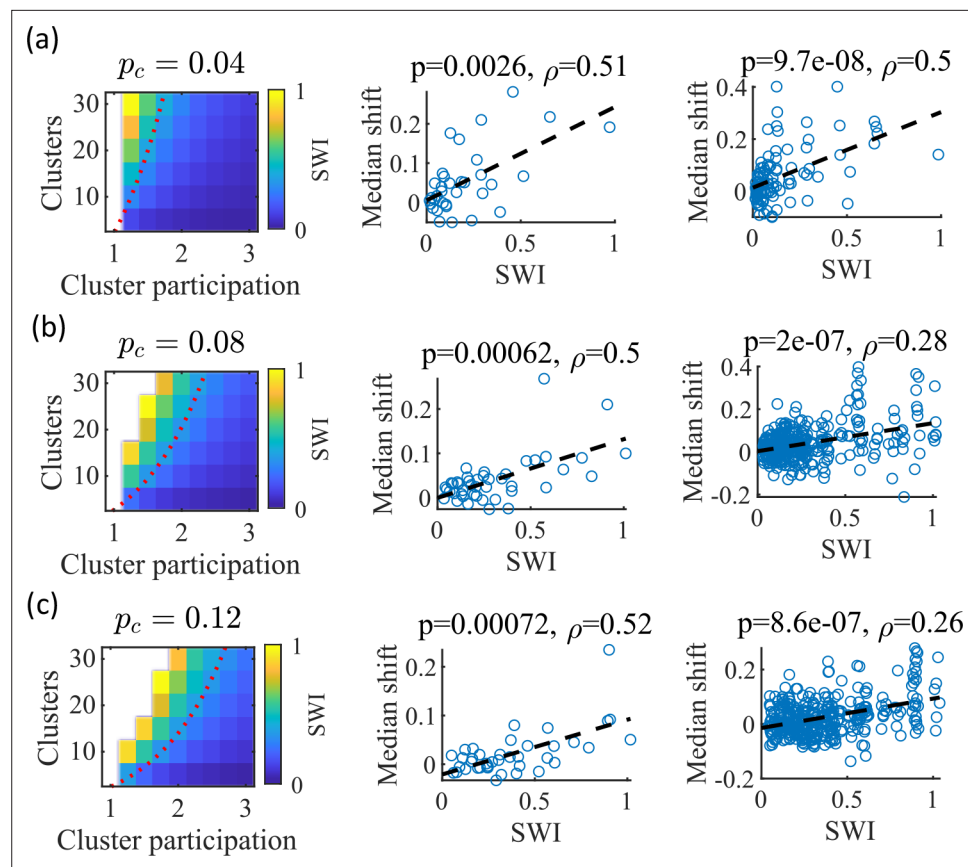 (a)
p_c = 0.04
Clusters
30
20
10
1 2 3
Cluster participation
1
0
SWI
p=0.0026, ρ=0.51
Median shift
0.2
0.1
0
0 0.5 1
SWI
p=9.7e-08, ρ=0.5
Median shift
0.4
0.2
0
0 0.5 1
SWI
(b)
p_c = 0.08
Clusters
30
20
10
1 2 3
Cluster participation
1
0
SWI
p=0.00062, ρ=0.5
Median shift
0.2
0.1
0
0 0.5 1
SWI
p=2e-07, ρ=0.28
Median shift
0.4
0.2
0
-0.2
0 0.5 1
SWI
(c)
p_c = 0.12
Clusters
30
20
10
1 2 3
Cluster participation
1
0
SWI
p=0.00072, ρ=0.52
Median shift
0.2
0.1
0
0 0.5 1
SWI
p=8.6e-07, ρ=0.26
Median shift
0.2
0
-0.2
0 0.5 1
SWI